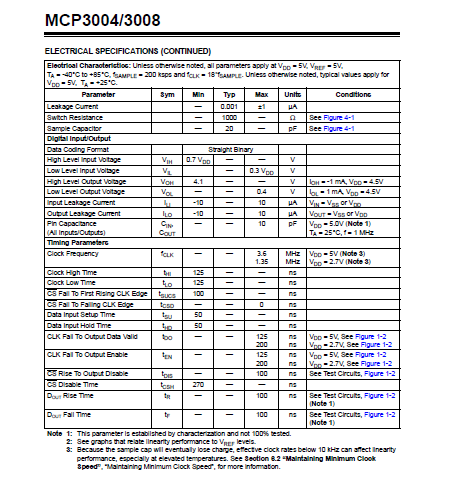 MCP3004/3008
ELECTRICAL SPECIFICATIONS (CONTINUED)
Electrical Characteristics: Unless otherwise noted, all parameters apply at VDD = 5V, VREF = 5V,
TA = -40°C to +85°C, fSAMPLE = 200 ksps and fCLK = 18*fSAMPLE. Unless otherwise noted, typical values apply for
VDD = 5V, TA = +25°C.
Parameter Sym Min Typ Max Units Conditions
Leakage Current — 0.001 ±1 µA
Switch Resistance — 1000 — Ω See Figure 4-1
Sample Capacitor — 20 — pF See Figure 4-1
Digital Input/Output
Data Coding Format Straight Binary
High Level Input Voltage VIH 0.7 VDD — — V
Low Level Input Voltage VIL — — 0.3 VDD V
High Level Output Voltage VOH 4.1 — — V IOH = -1 mA, VDD = 4.5V
Low Level Output Voltage VOL — — 0.4 V IOL = 1 mA, VDD = 4.5V
Input Leakage Current ILI -10 — 10 µA VIN = VSS or VDD
Output Leakage Current ILO -10 — 10 µA VOUT = VSS or VDD
Pin Capacitance CIN, — — 10 pF VDD = 5.0V (Note 1)
(All Inputs/Outputs) COUT TA = 25°C, f = 1 MHz
Timing Parameters
Clock Frequency fCLK — — 3.6 MHz VDD = 5V (Note 3)
1.35 MHz VDD = 2.7V (Note 3)
Clock High Time tHI 125 — — ns
Clock Low Time tLO 125 — — ns
CS Fall To First Rising CLK Edge tSUCS 100 — — ns
CS Fall To Falling CLK Edge tCSD — — 0 ns
Data Input Setup Time tSU 50 — — ns
Data Input Hold Time tHD 50 — — ns
CLK Fall To Output Data Valid tDO — — 125 ns VDD = 5V, See Figure 1-2
200 ns VDD = 2.7V, See Figure 1-2
CLK Fall To Output Enable tEN — — 125 ns VDD = 5V, See Figure 1-2
200 ns VDD = 2.7V, See Figure 1-2
CS Rise To Output Disable tDIS — — 100 ns See Test Circuits, Figure 1-2
CS Disable Time tCSH 270 — — ns
DOUT Rise Time tR — — 100 ns See Test Circuits, Figure 1-2
(Note 1)
DOUT Fall Time tF — — 100 ns See Test Circuits, Figure 1-2
(Note 1)
Note 1: This parameter is established by characterization and not 100% tested.
2: See graphs that relate linearity performance to VREF levels.
3: Because the sample cap will eventually lose charge, effective clock rates below 10 kHz can affect linearity
performance, especially at elevated temperatures. See Section 6.2 "Maintaining Minimum Clock
Speed", "Maintaining Minimum Clock Speed", for more information.